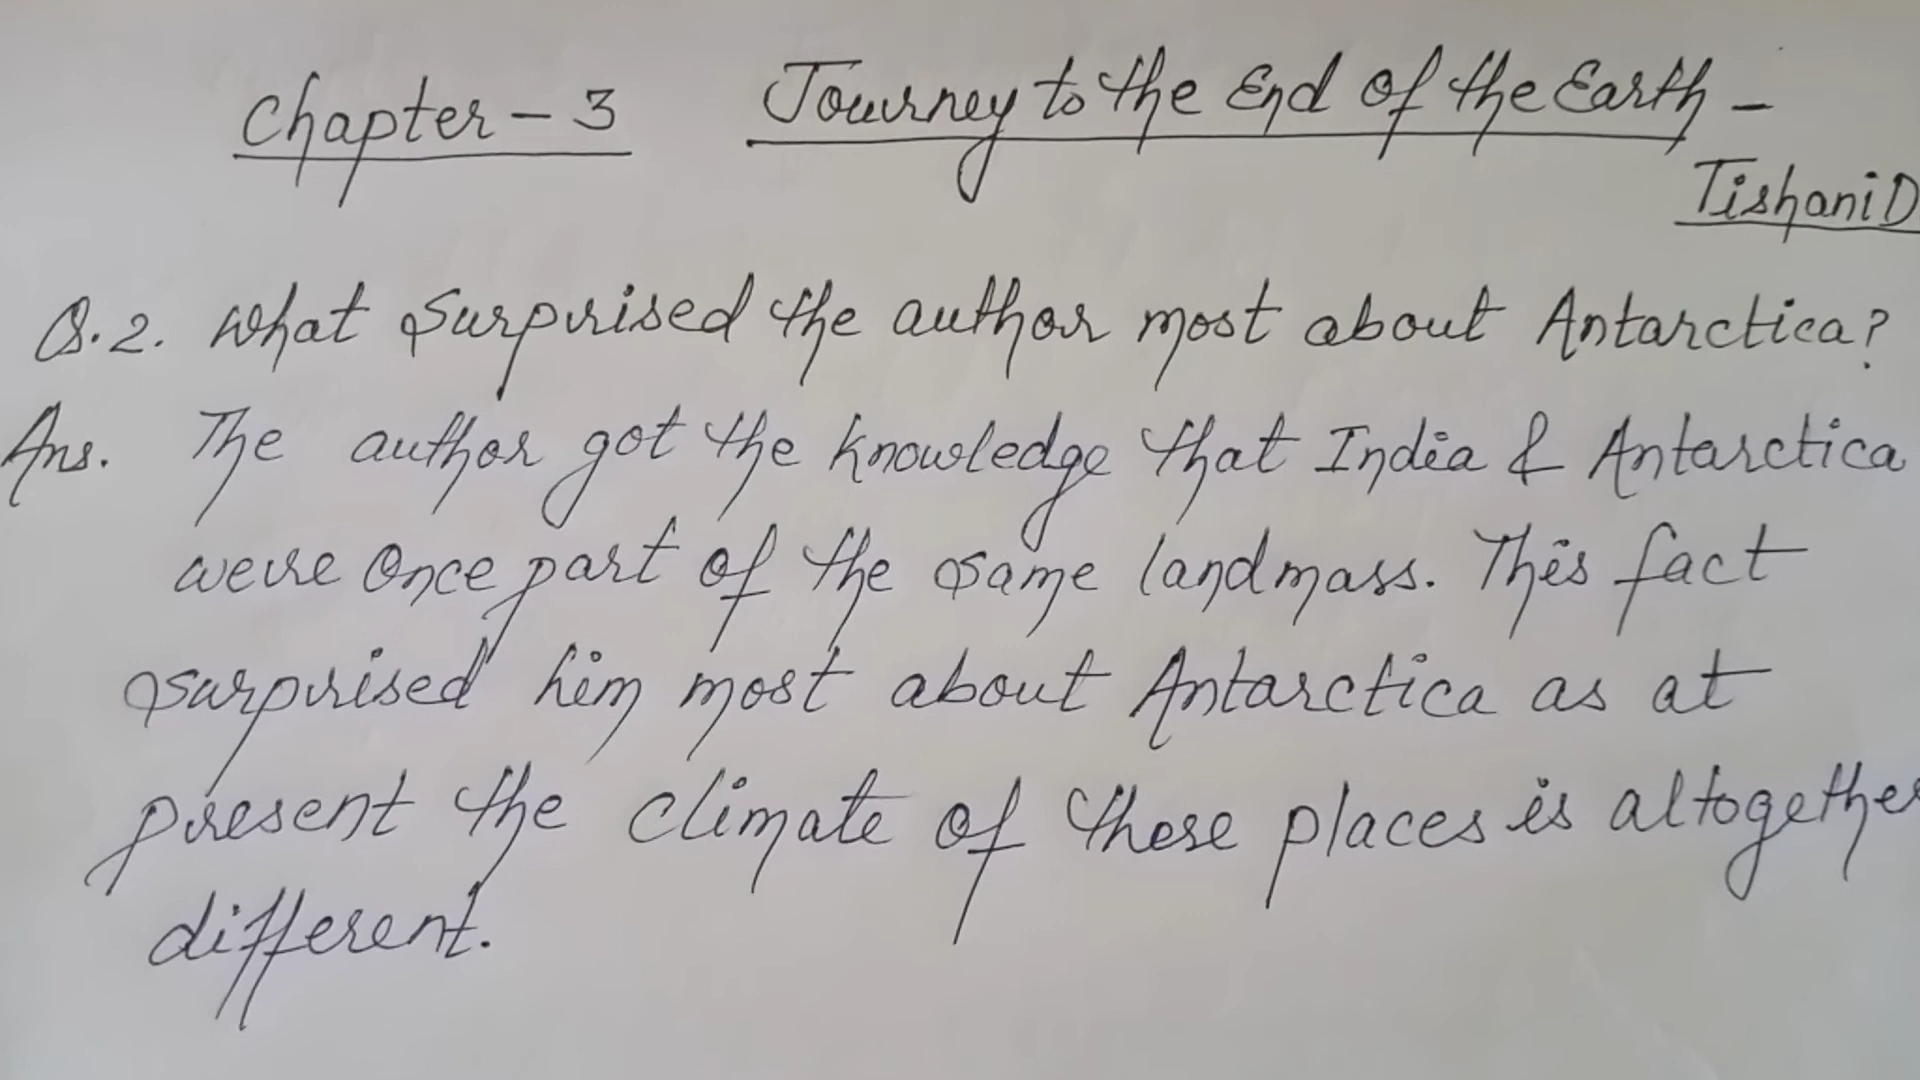 Chapter - 3 Journey to the End of the Earth -
Tishani D
Q.2. What surprised the author most about Antarctica?
Ans. The author got the knowledge that India & Antarctica
were once part of the same landmass. This fact
surprised him most about Antarctica as at
present the climate of these places is altogether
different.